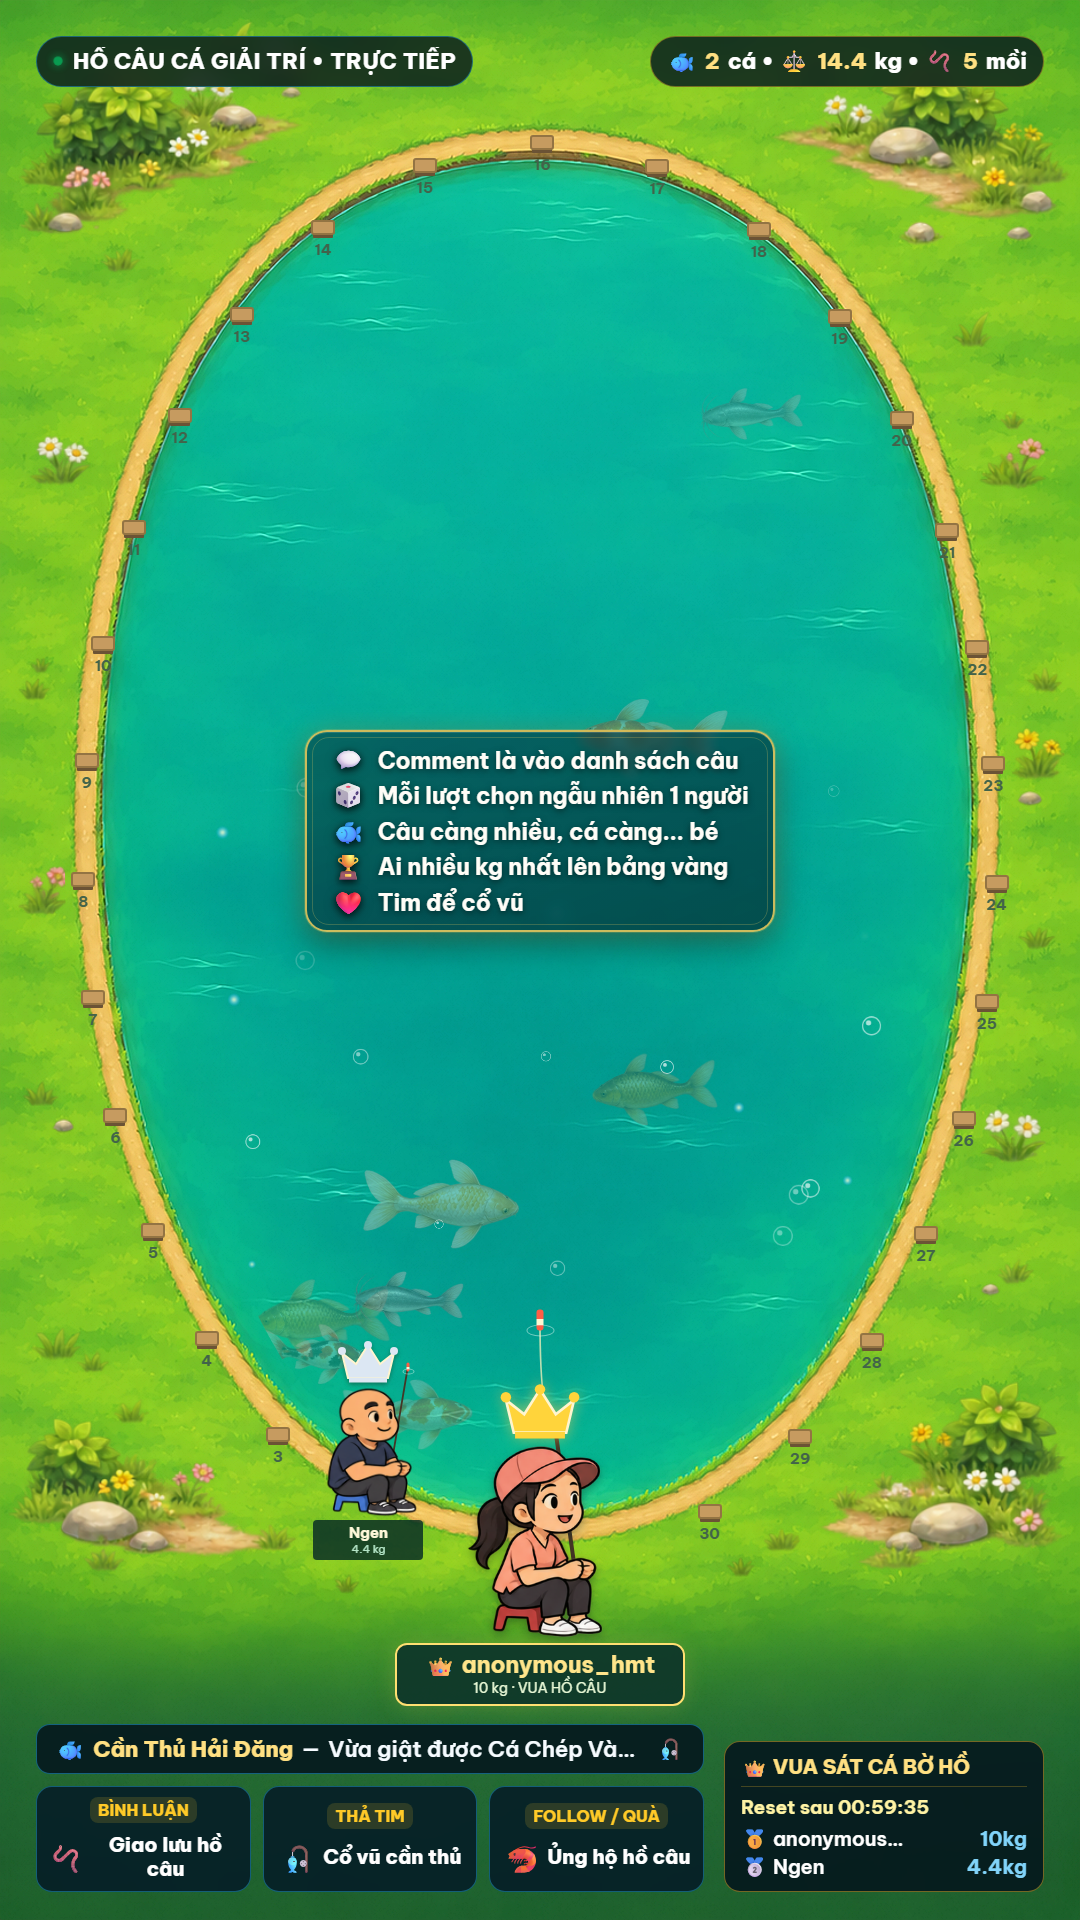 HỒ CÂU CÁ GIẢI TRÍ • TRỰC TIẾP
2 cá • 14.4 kg • 5 mồi
16
15
17
14
18
13
19
12
20
11
21
10
22
Comment là vào danh sách câu
Mỗi lượt chọn ngẫu nhiên 1 người
Câu càng nhiều, cá càng... bé
Ai nhiều kg nhất lên bảng vàng
Tim để cổ vũ
9
23
8
24
7
25
6
26
5
27
4
28
3
29
30
Ngen
4.4 kg
anonymous_hmt
10 kg · VUA HỒ CÂU
Cần Thủ Hải Đăng — Vừa giật được Cá Chép Và...
BÌNH LUẬN
Giao lưu hồ
câu
THẢ TIM
Cổ vũ cần thủ
FOLLOW / QUÀ
Ủng hộ hồ câu
VUA SÁT CÁ BỜ HỒ
Reset sau 00:59:35
1 anonymous... 10kg
2 Ngen 4.4kg